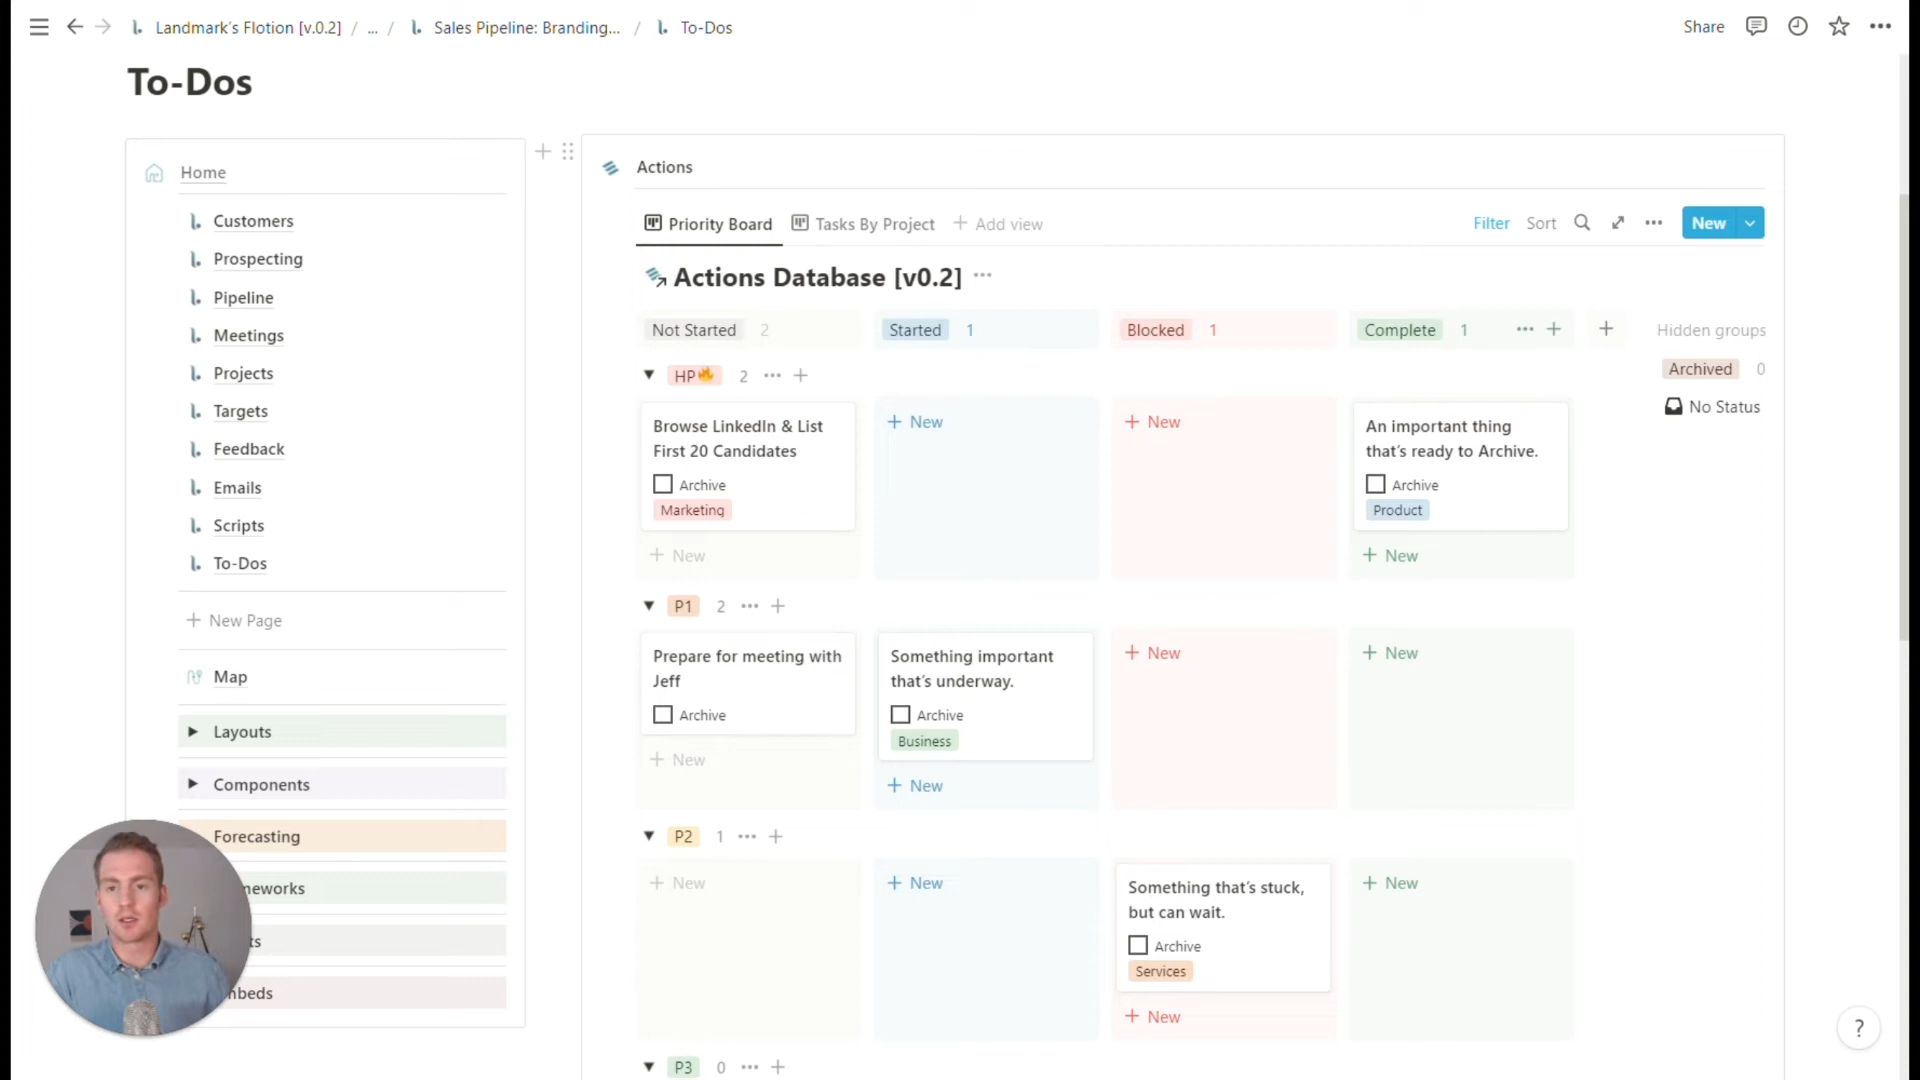 Landmark's Flotion [v.0.2] / ... / Sales Pipeline: Branding... / To-Dos
Share
To-Dos
Home
Customers
Prospecting
Pipeline
Meetings
Projects
Targets
Feedback
Emails
Scripts
To-Dos
+ New Page
Map
Layouts
Components
Forecasting
meworks
ts
nbeds
Actions
Priority Board
Tasks By Project
+ Add view
Filter
Sort
New
Actions Database [v0.2] ...
Not Started 2
Started 1
Blocked 1
Complete 1
Hidden groups
Archived 0
No Status
HP🔥 2
Browse LinkedIn & List
First 20 Candidates
Archive
Marketing
+ New
+ New
+ New
An important thing
that's ready to Archive.
Archive
Product
+ New
P1 2
Prepare for meeting with
Jeff
Archive
+ New
Something important
that's underway.
Archive
Business
+ New
+ New
+ New
P2 1
+ New
+ New
Something that's stuck,
but can wait.
Archive
Services
+ New
+ New
P3 0
?